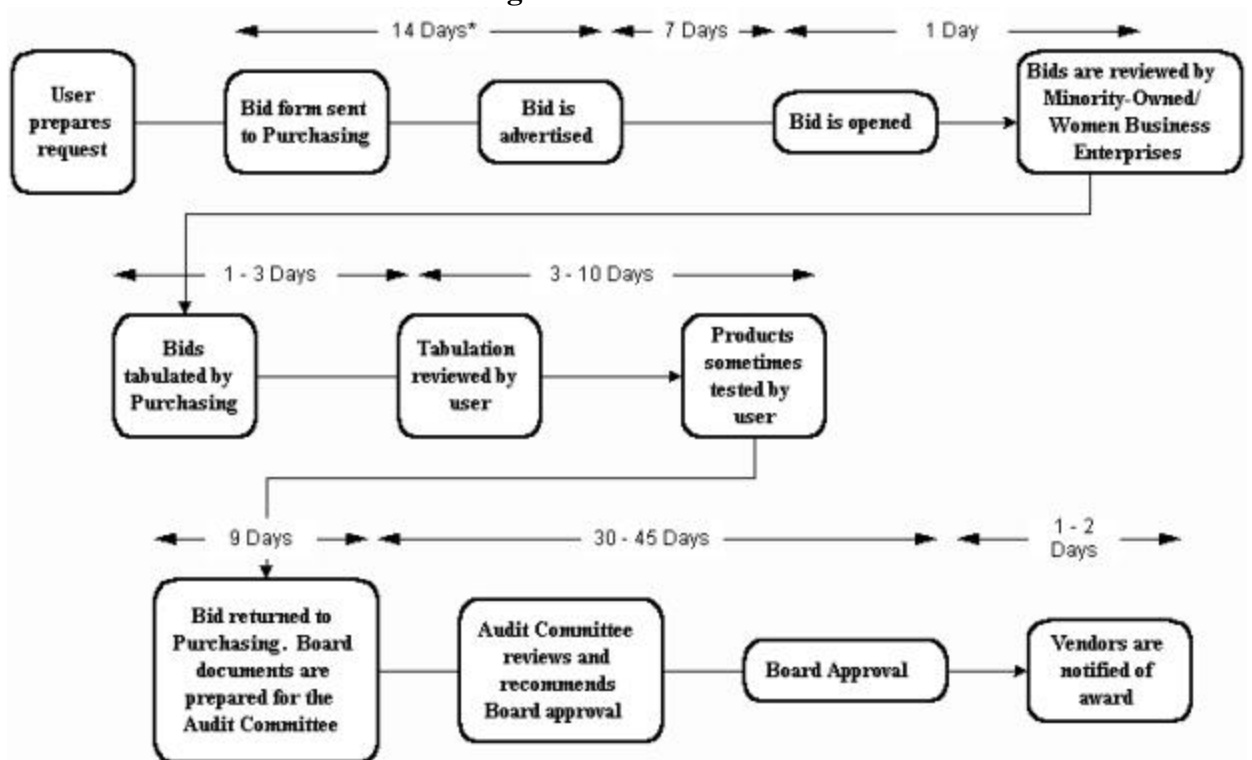 14 Days*
7 Days
1 Day
User
prepares
request
Bid form sent
to Purchasing
Bid is
advertised
Bid is opened
Bids are reviewed by
Minority-Owned/
Women Business
Enterprises
1 - 3 Days
3 - 10 Days
Bids
tabulated by
Purchasing
Tabulation
reviewed by
user
Products
sometimes
tested by
user
9 Days
30 - 45 Days
1 - 2
Days
Bid returned to
Purchasing. Board
documents are
prepared for the
Audit Committee
Audit Committee
reviews and
recommends
Board approval
Board Approval
Vendors are
notified of
award